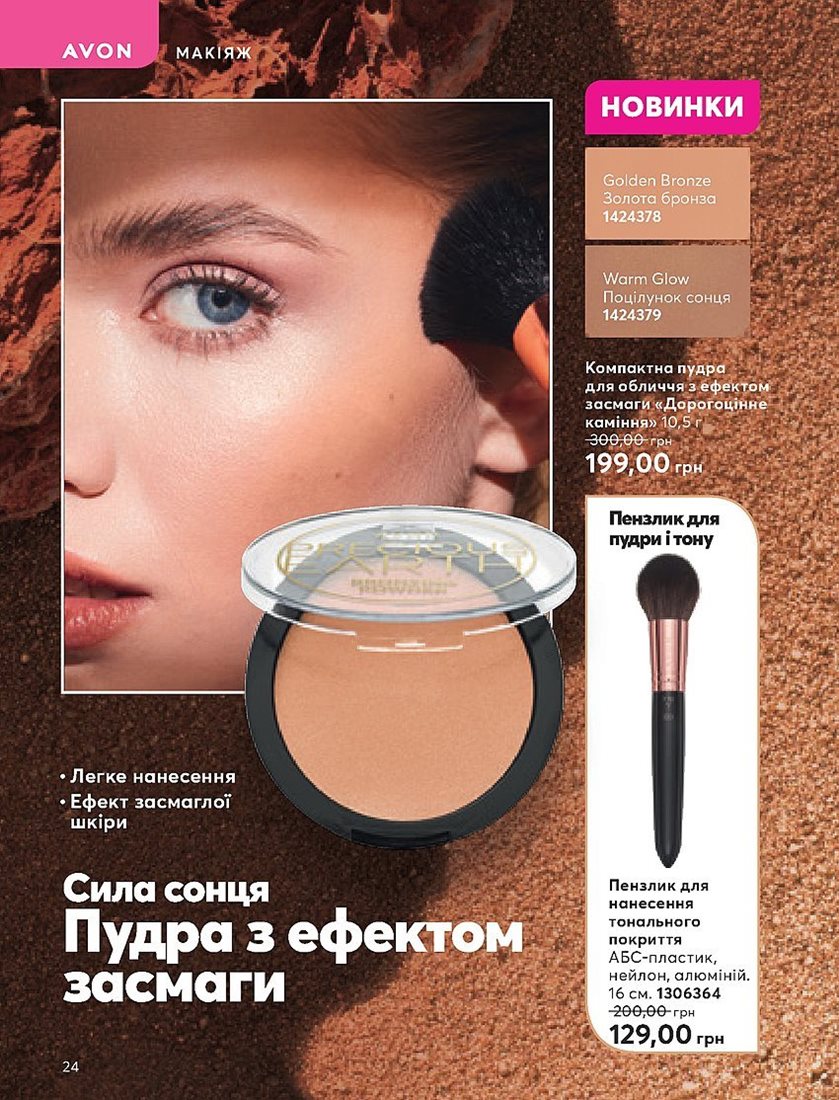 AVON
МАКІЯЖ
НОВИНКИ
Golden Bronze
Золота бронза
1424378
Warm Glow
Поцілунок сонця
1424379
Компактна пудра
для обличчя з ефектом
засмаги «Дорогоцінне
каміння» 10,5 г
300,00 грн
199,00 грн
Пензлик для
пудри і тону
PRECIOUS
EARTH
• Легке нанесення
• Ефект засмаглої
шкіри
Сила сонця
Пудра з ефектом
засмаги
Пензлик для
нанесення
тонального
покриття
АБС-пластик,
нейлон, алюміній.
16 см. 1306364
200,00 грн
129,00 грн
24